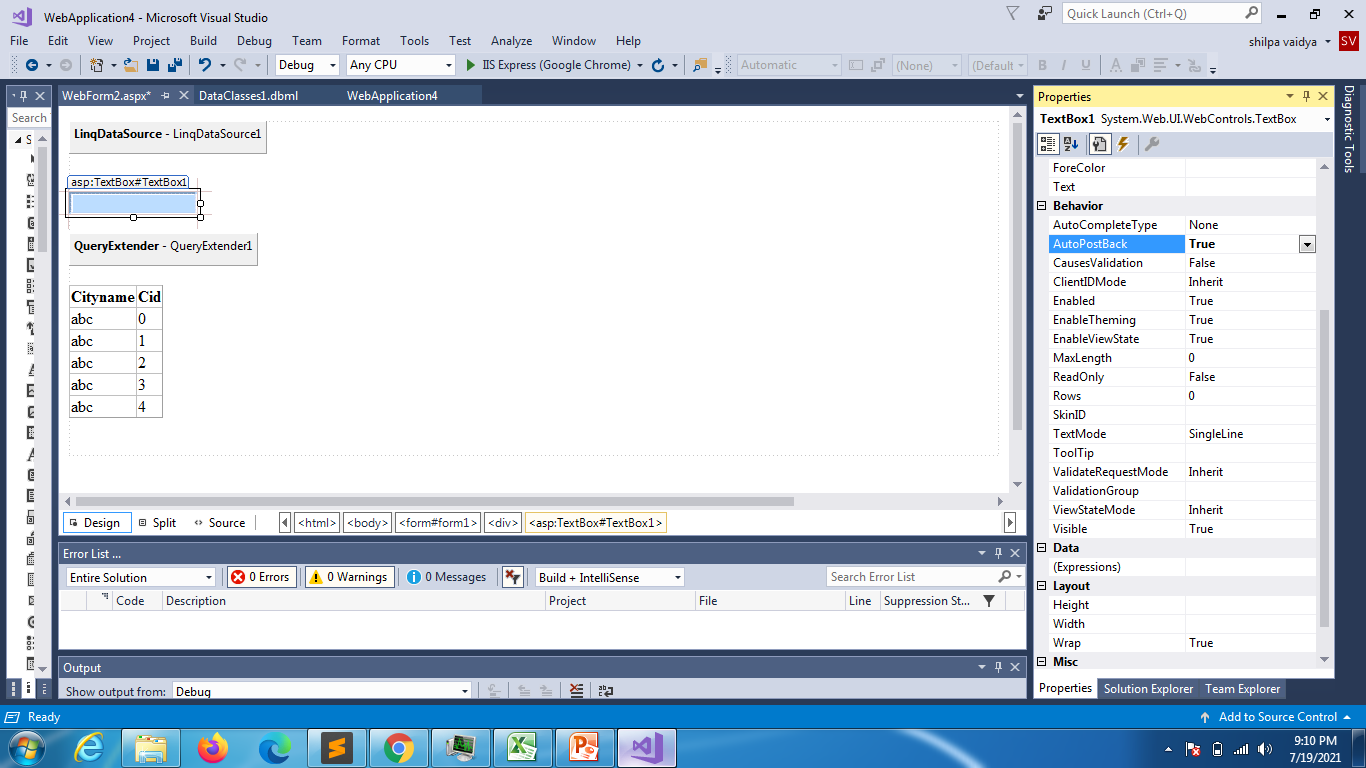 WebApplication4 - Microsoft Visual Studio
Quick Launch (Ctrl+Q)
File Edit View Project Build Debug Team Format Tools Test Analyze Window Help
shilpa vaidya SV
Debug Any CPU IIS Express (Google Chrome) Automatic (None) (Default
WebForm2.aspx* DataClasses1.dbml WebApplication4
Search
S
LinqDataSource - LinqDataSource1
asp:TextBox#TextBox1
QueryExtender - QueryExtender1
Cityname Cid
abc 0
abc 1
abc 2
abc 3
abc 4
Design Split Source <html> <body> <form#form1> <div> <asp:TextBox#TextBox1>
Error List ...
Entire Solution 0 Errors 0 Warnings 0 Messages Build + IntelliSense Search Error List
Code Description Project File Line Suppression St...
Output
Show output from: Debug
Properties
TextBox1 System.Web.UI.WebControls.TextBox
ForeColor
Text
Behavior
AutoCompleteType None
AutoPostBack True
CausesValidation False
ClientIDMode Inherit
Enabled True
EnableTheming True
EnableViewState True
MaxLength 0
ReadOnly False
Rows 0
SkinID
TextMode SingleLine
ToolTip
ValidateRequestMode Inherit
ValidationGroup
ViewStateMode Inherit
Visible True
Data
(Expressions)
Layout
Height
Width
Wrap True
Misc
Properties Solution Explorer Team Explorer
Diagnostic Tools
Ready
Add to Source Control
9:10 PM
7/19/2021